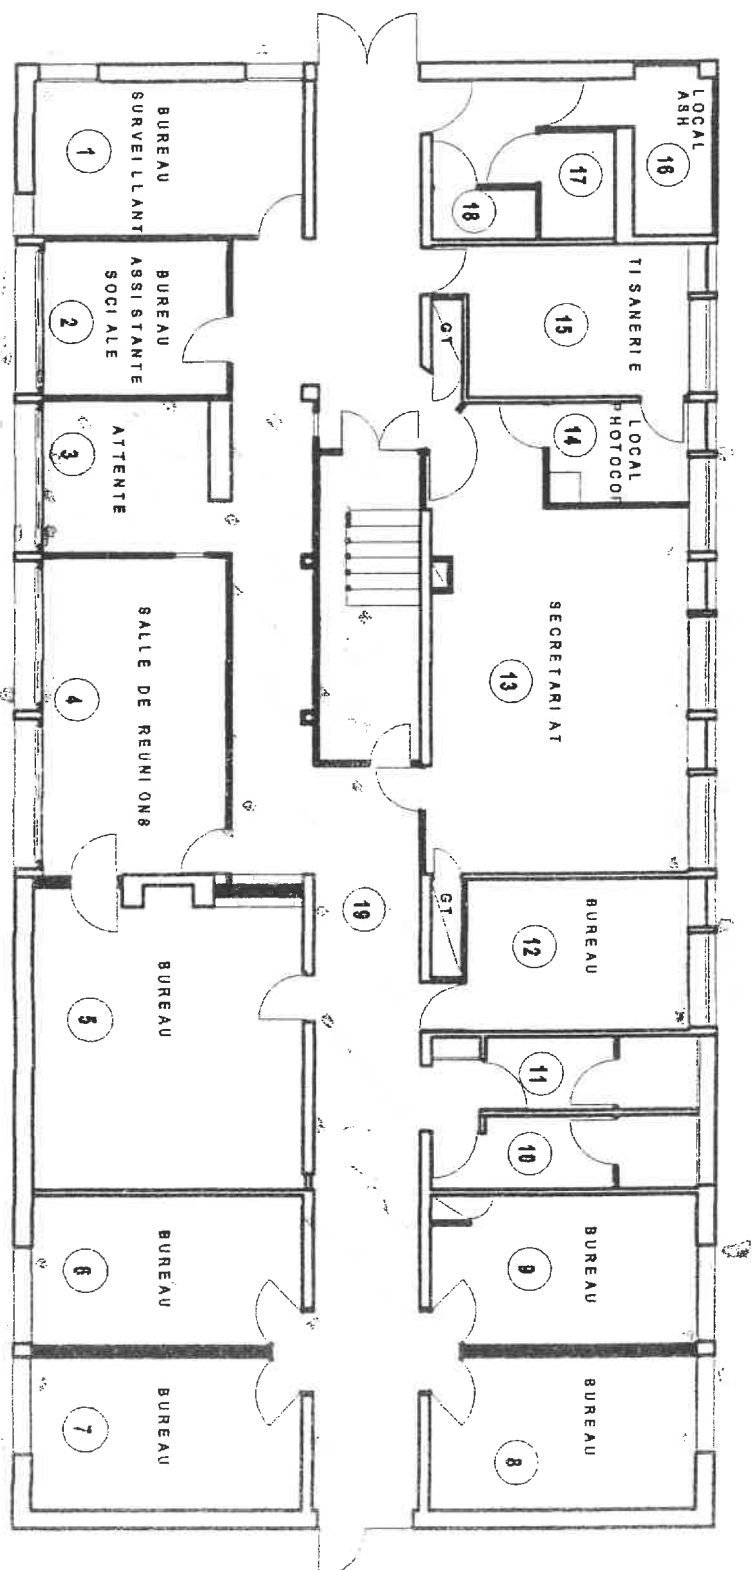 BUREAU
SURVEILLANT
1
BUREAU
ASSISTANTE
SOCIALE
2
ATTENTE
3
SALLE DE REUNIONS
4
BUREAU
5
BUREAU
6
BUREAU
7
BUREAU
8
BUREAU
9
10
11
BUREAU
12
GT
SECRETARIAT
13
LOCAL
PHOTOCOP
14
TISANERIE
15
GT
LOCAL
ASH
16
17
18
19